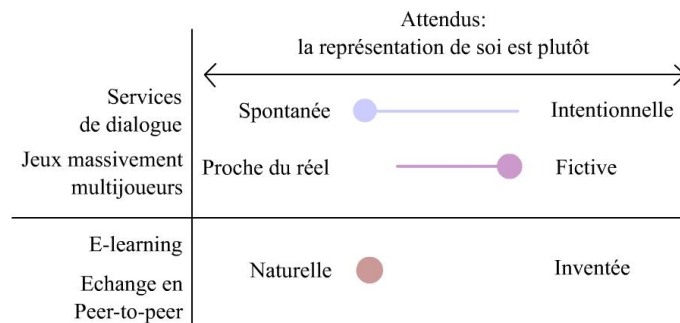 Attendus:
la représentation de soi est plutôt
Services
de dialogue
Spontanée
Intentionnelle
Jeux massivement
multijoueurs
Proche du réel
Fictive
E-learning
Echange en
Peer-to-peer
Naturelle
Inventée